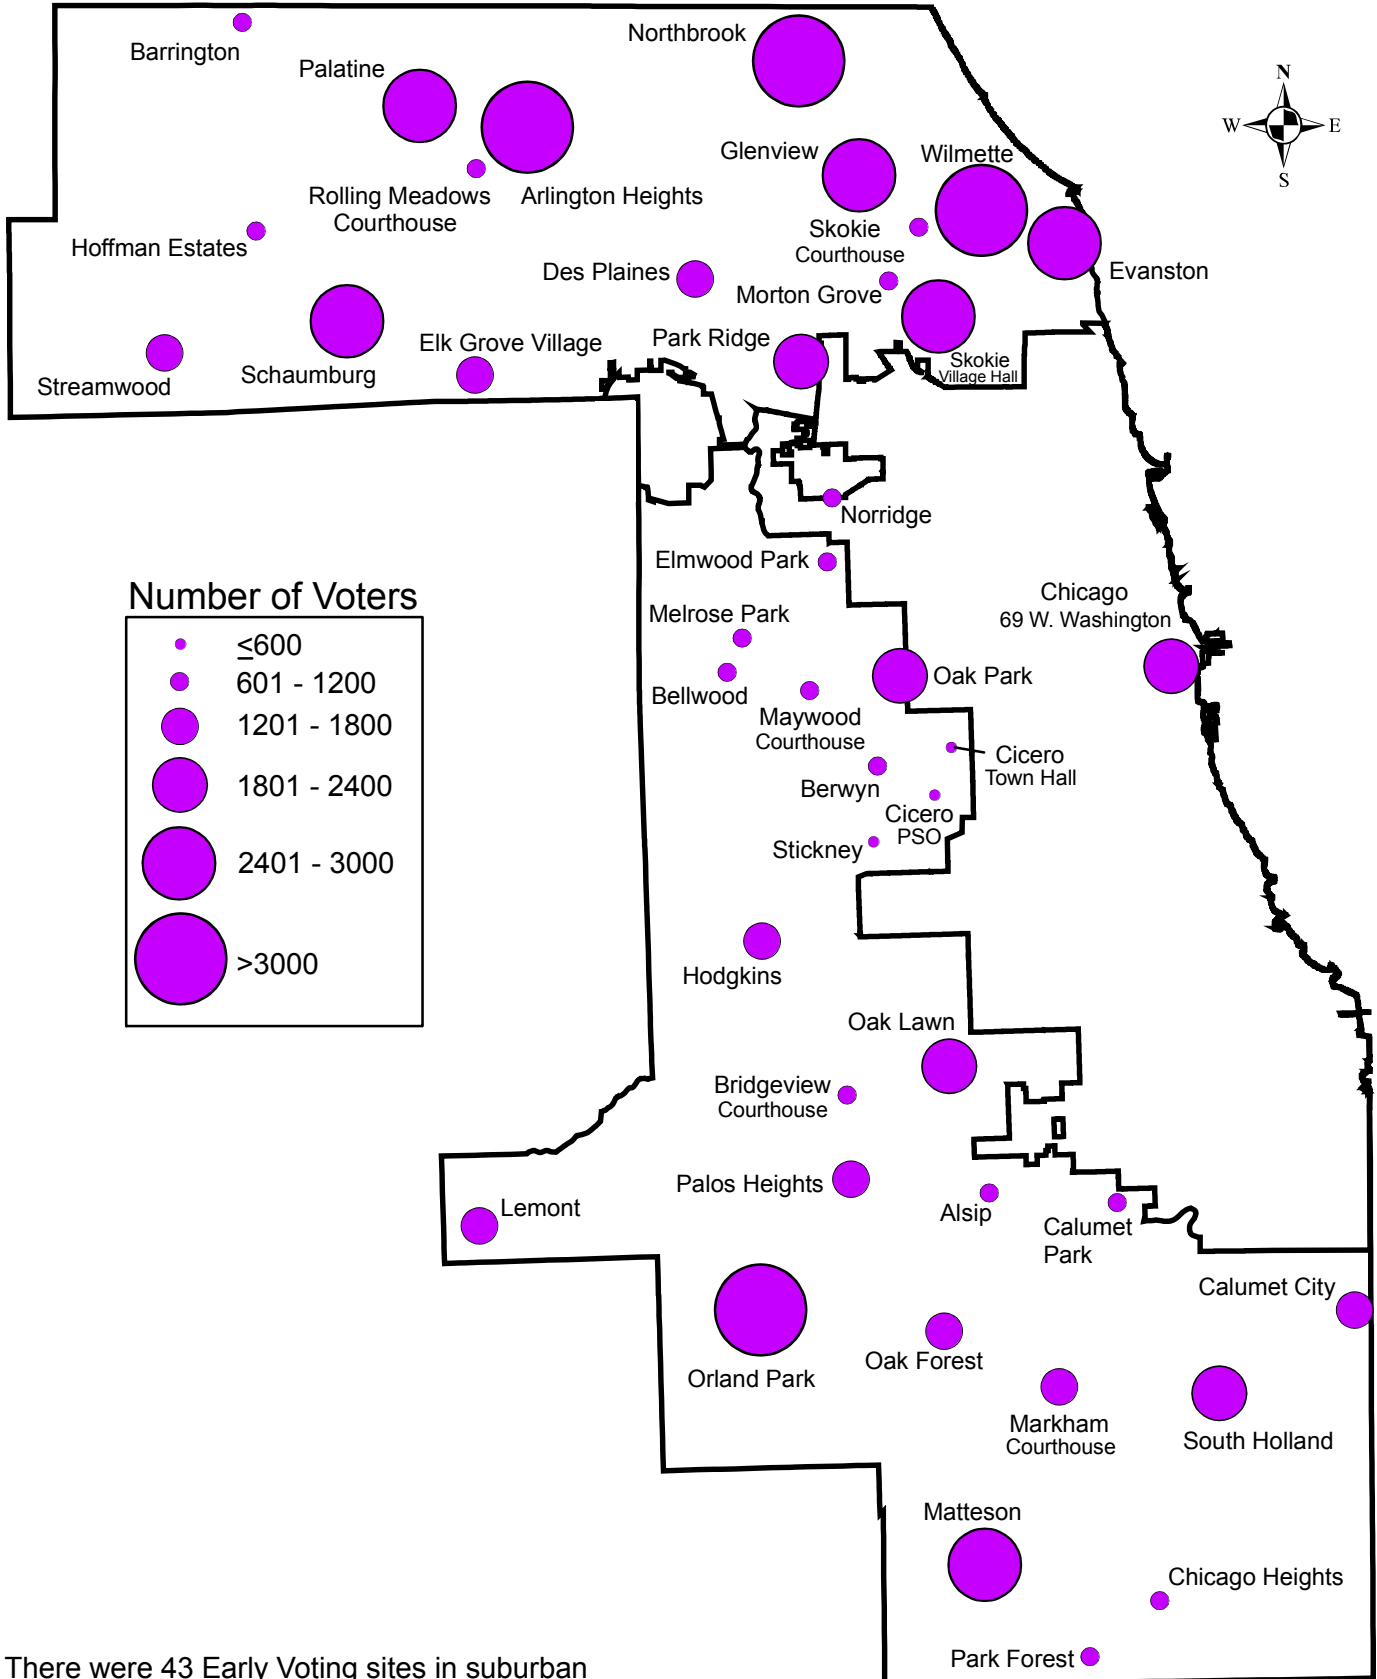 Barrington
Northbrook
Palatine
N
W
E
S
Glenview
Wilmette
Rolling Meadows
Courthouse
Arlington Heights
Skokie
Courthouse
Hoffman Estates
Des Plaines
Evanston
Morton Grove
Park Ridge
Elk Grove Village
Skokie
Village Hall
Schaumburg
Streamwood
Norridge
Elmwood Park
Number of Voters
≤600
601 - 1200
1201 - 1800
1801 - 2400
2401 - 3000
>3000
Chicago
69 W. Washington
Melrose Park
Oak Park
Bellwood
Maywood
Courthouse
Cicero
Town Hall
Berwyn
Cicero
PSO
Stickney
Hodgkins
Oak Lawn
Bridgeview
Courthouse
Palos Heights
Lemont
Alsip
Calumet
Park
Calumet City
Oak Forest
Orland Park
Markham
Courthouse
South Holland
Matteson
Chicago Heights
Park Forest
There were 43 Early Voting sites in suburban